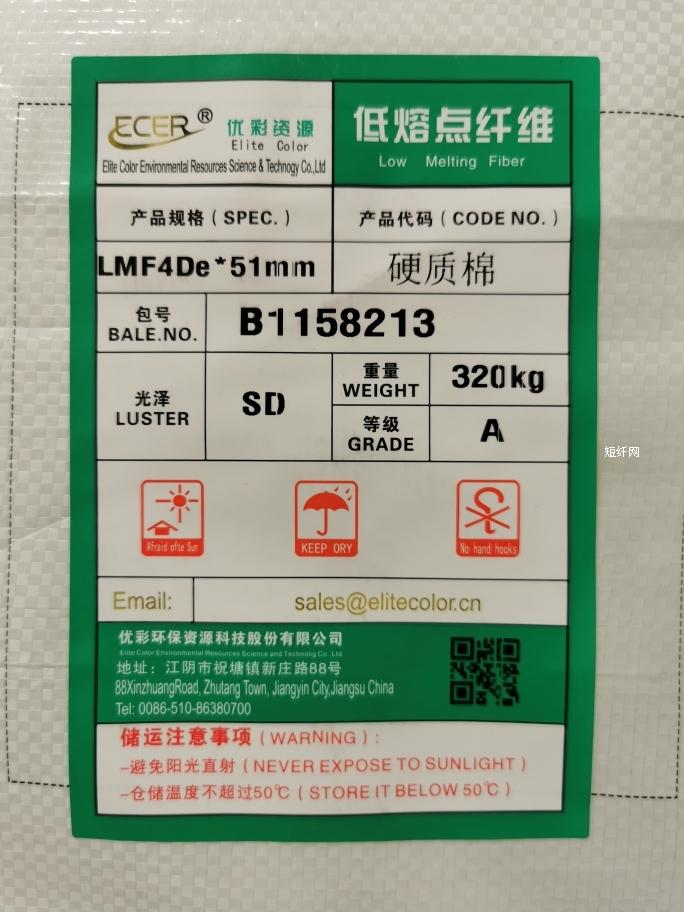 ECER®
优彩资源
Elite Color
Elite Color Environmental Resources Science & Technogy Co.,Ltd
低熔点纤维
Low Melting Fiber
产品规格（SPEC.）
产品代码（CODE NO.）
LMF4De*51mm
硬质棉
包号
BALE.NO.
B1158213
光泽
LUSTER
SD
重量
WEIGHT
320kg
等级
GRADE
A
短纤网
Afraid ofte Sun
KEEP ORY
No hand hooks
Email:
sales@elitecolor.cn
优彩环保资源科技股份有限公司
Elite Color Environmental Resources Science and Technolig Co .Ltd
地址：江阴市祝塘镇新庄路88号
88XinzhuangRoad, Zhutang Town, Jiangyin City,Jiangsu China
Tel: 0086-510-86380700
储运注意事项（WARNING）:
-避免阳光直射（NEVER EXPOSE TO SUNLIGHT）
-仓储温度不超过50℃（STORE IT BELOW 50℃）